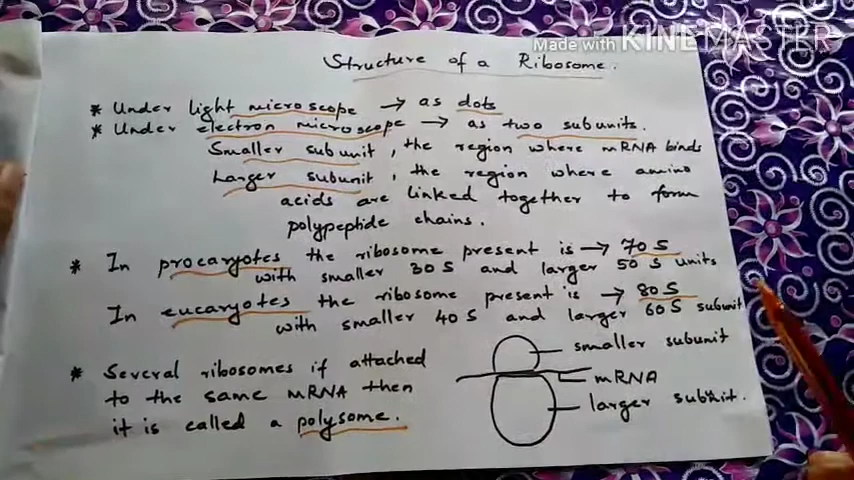 Made with KINEMASTER
Structure of a Ribosome.
* Under light microscope → as dots
* Under electron microscope → as two subunits.
Smaller subunit, the region where mRNA binds
Larger subunit, the region where amino
acids are linked together to form
polypeptide chains.
* In procaryotes the ribosome present is → 70 S
with smaller 30 S and larger 50 S units
In eucaryotes the ribosome present is → 80 S
with smaller 40 S and larger 60 S subunit
* Several ribosomes if attached
to the same mRNA then
it is called a polysome.
smaller subunit
mRNA
larger subunit.